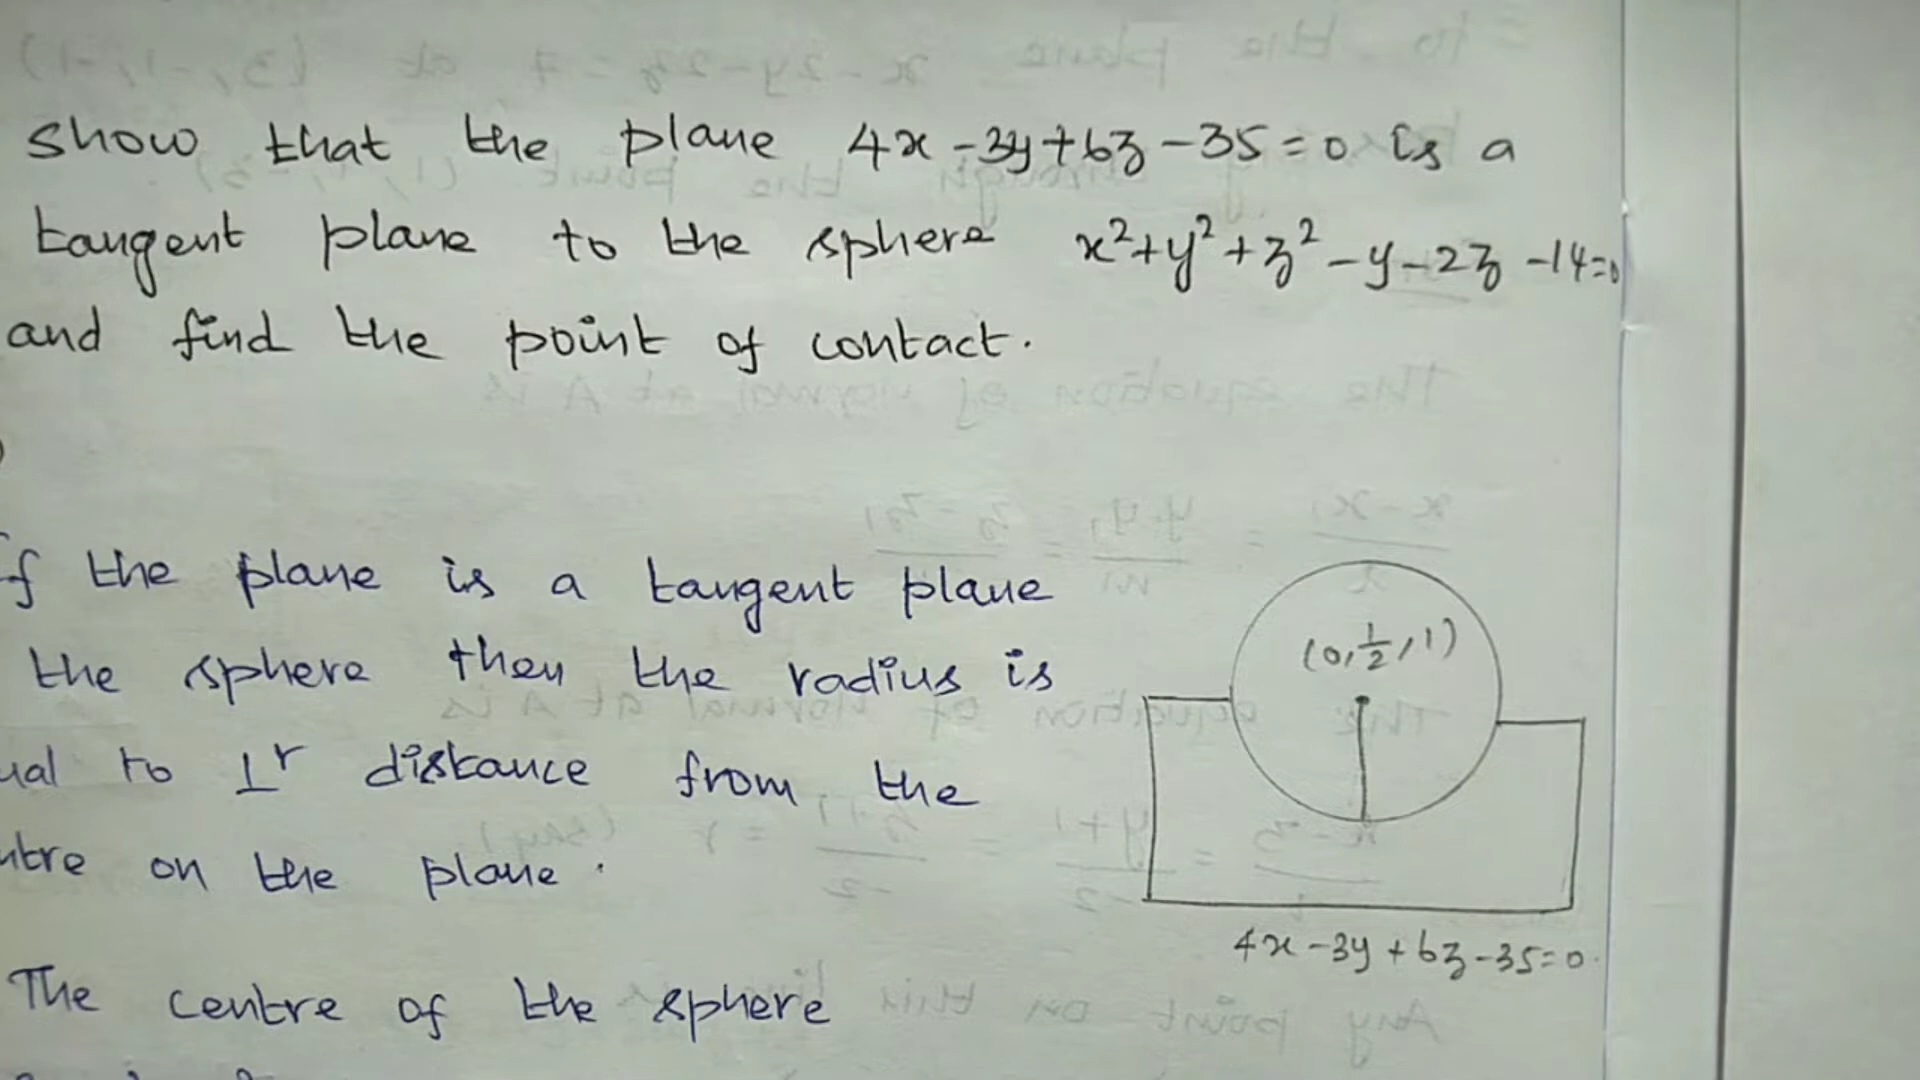 show that the plane 4x - 3y + 6z - 35 = 0 is a
tangent plane to the sphere x² + y² + z² - y - 2z - 14 = 0
and find the point of contact.
f the plane is a tangent plane
the sphere then the radius is
ual to ⊥r distance from the
ntre on the plane.
(0, 1/2, 1)
4x - 3y + 6z - 35 = 0.
The centre of the sphere